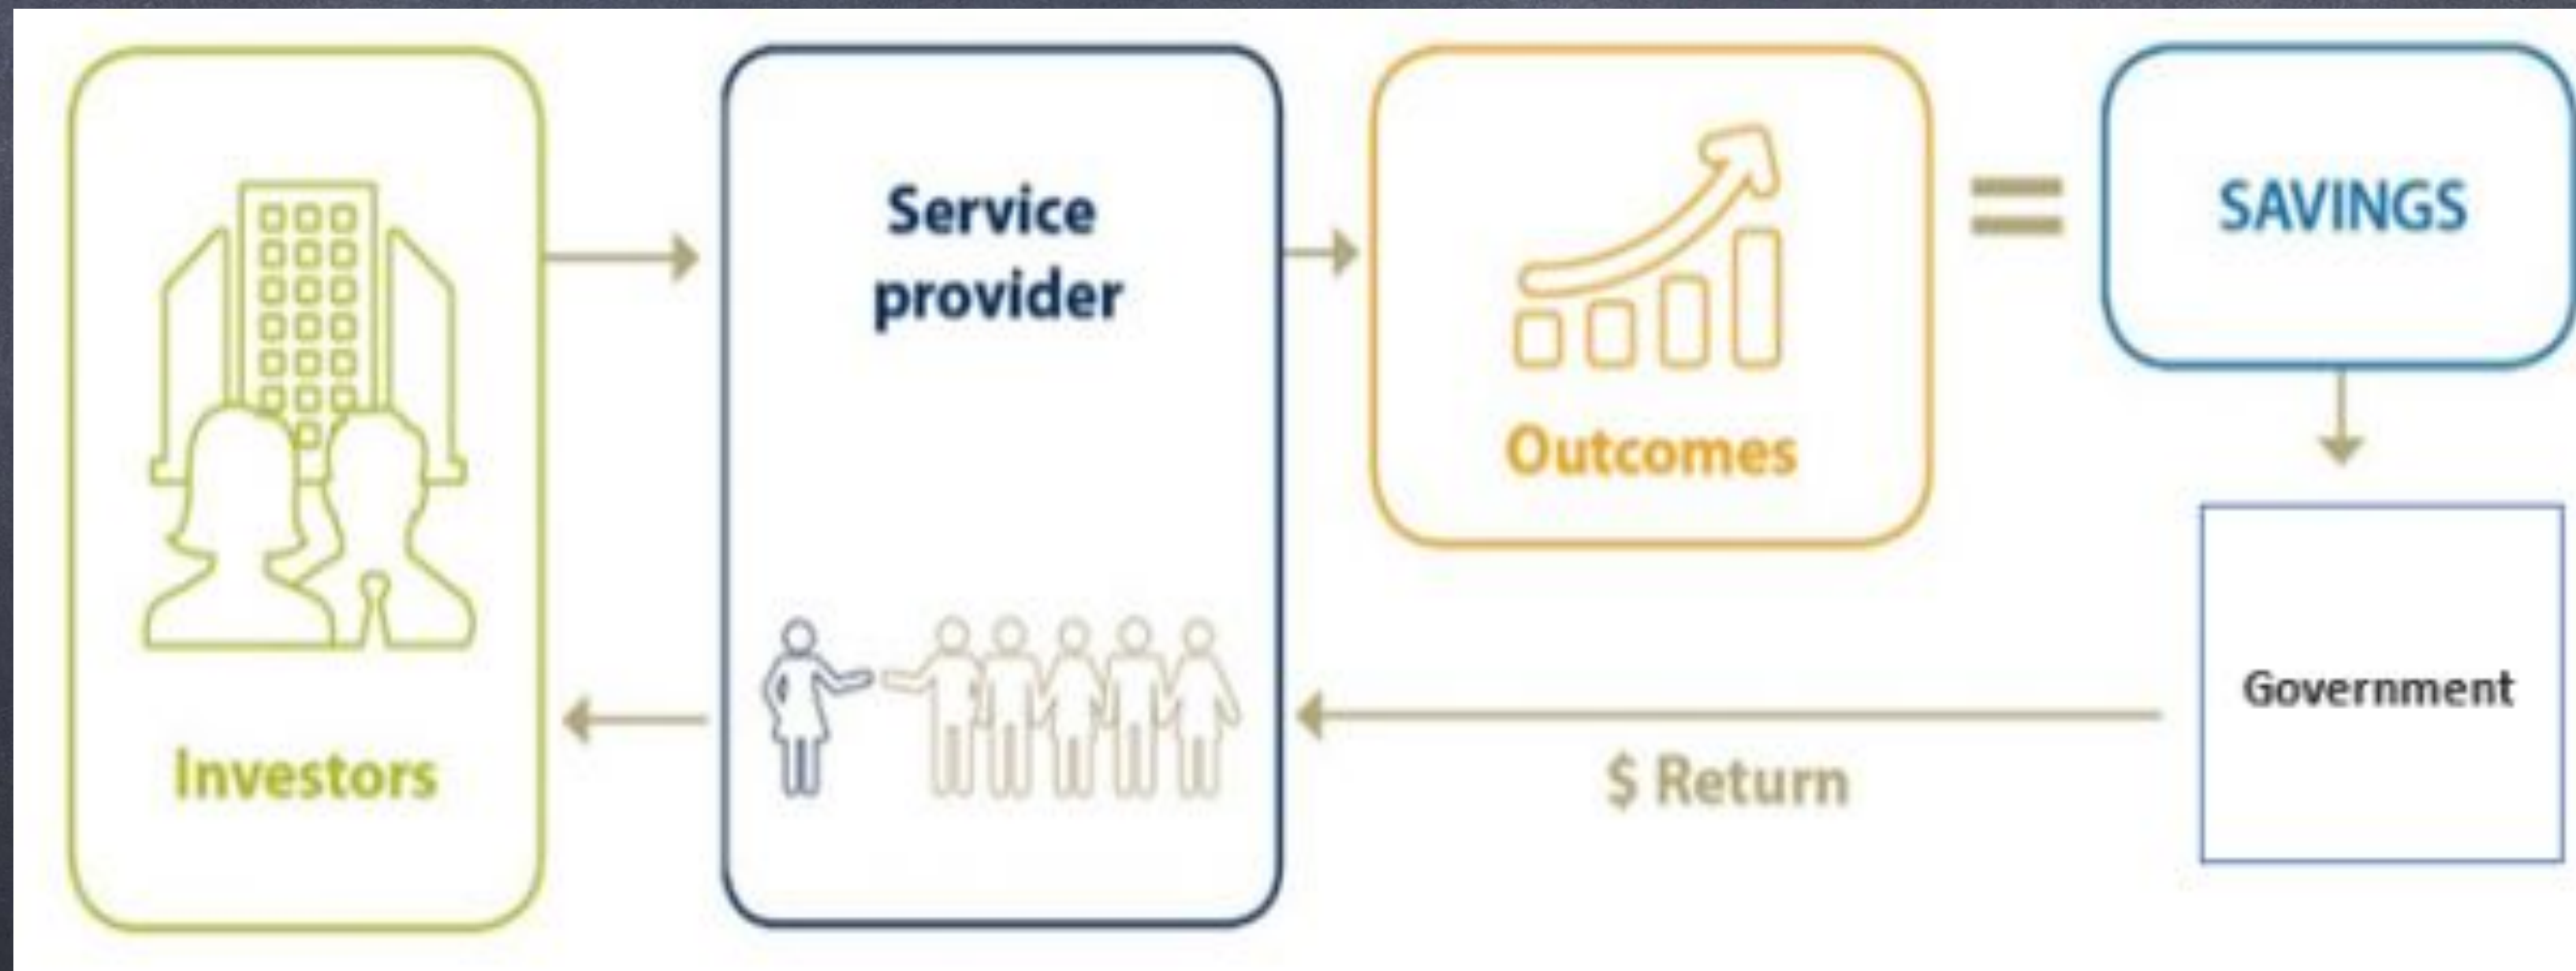 Service
provider
SAVINGS
Outcomes
Government
Investors
$ Return